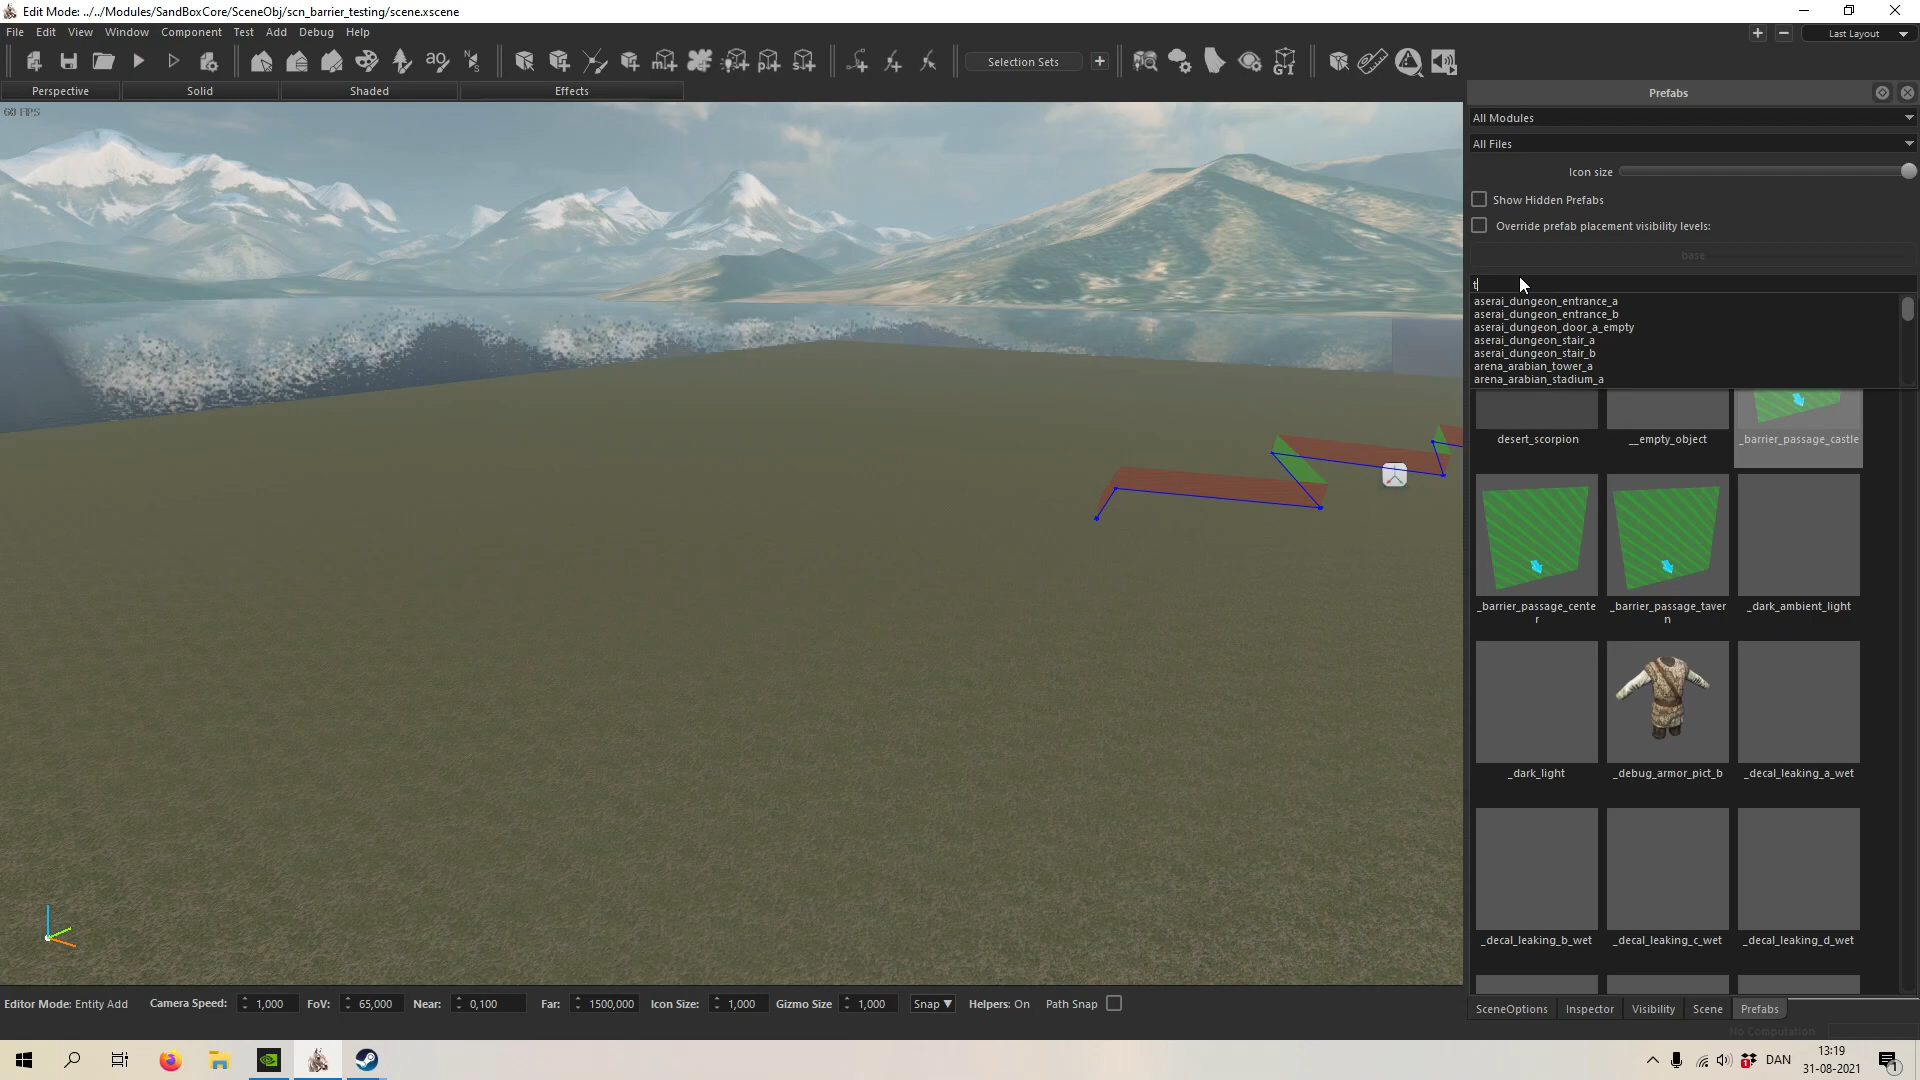 Edit Mode: ../../Modules/SandBoxCore/SceneObj/scn_barrier_testing/scene.xscene
File Edit View Window Component Test Add Debug Help
Last Layout
Selection Sets
Perspective Solid Shaded Effects
Prefabs
60 FPS
All Modules
All Files
Icon size
Show Hidden Prefabs
Override prefab placement visibility levels:
base
t
aserai_dungeon_entrance_a
aserai_dungeon_entrance_b
aserai_dungeon_door_a_empty
aserai_dungeon_stair_a
aserai_dungeon_stair_b
arena_arabian_tower_a
arena_arabian_stadium_a
desert_scorpion __empty_object _barrier_passage_castle
_barrier_passage_cente
r
_barrier_passage_taver
n
_dark_ambient_light
_dark_light _debug_armor_pict_b _decal_leaking_a_wet
_decal_leaking_b_wet _decal_leaking_c_wet _decal_leaking_d_wet
Editor Mode: Entity Add Camera Speed: 1,000 FoV: 65,000 Near: 0,100 Far: 1500,000 Icon Size: 1,000 Gizmo Size 1,000 Snap Helpers: On Path Snap
SceneOptions Inspector Visibility Scene Prefabs
No Computation
DAN
13:19
31-08-2021